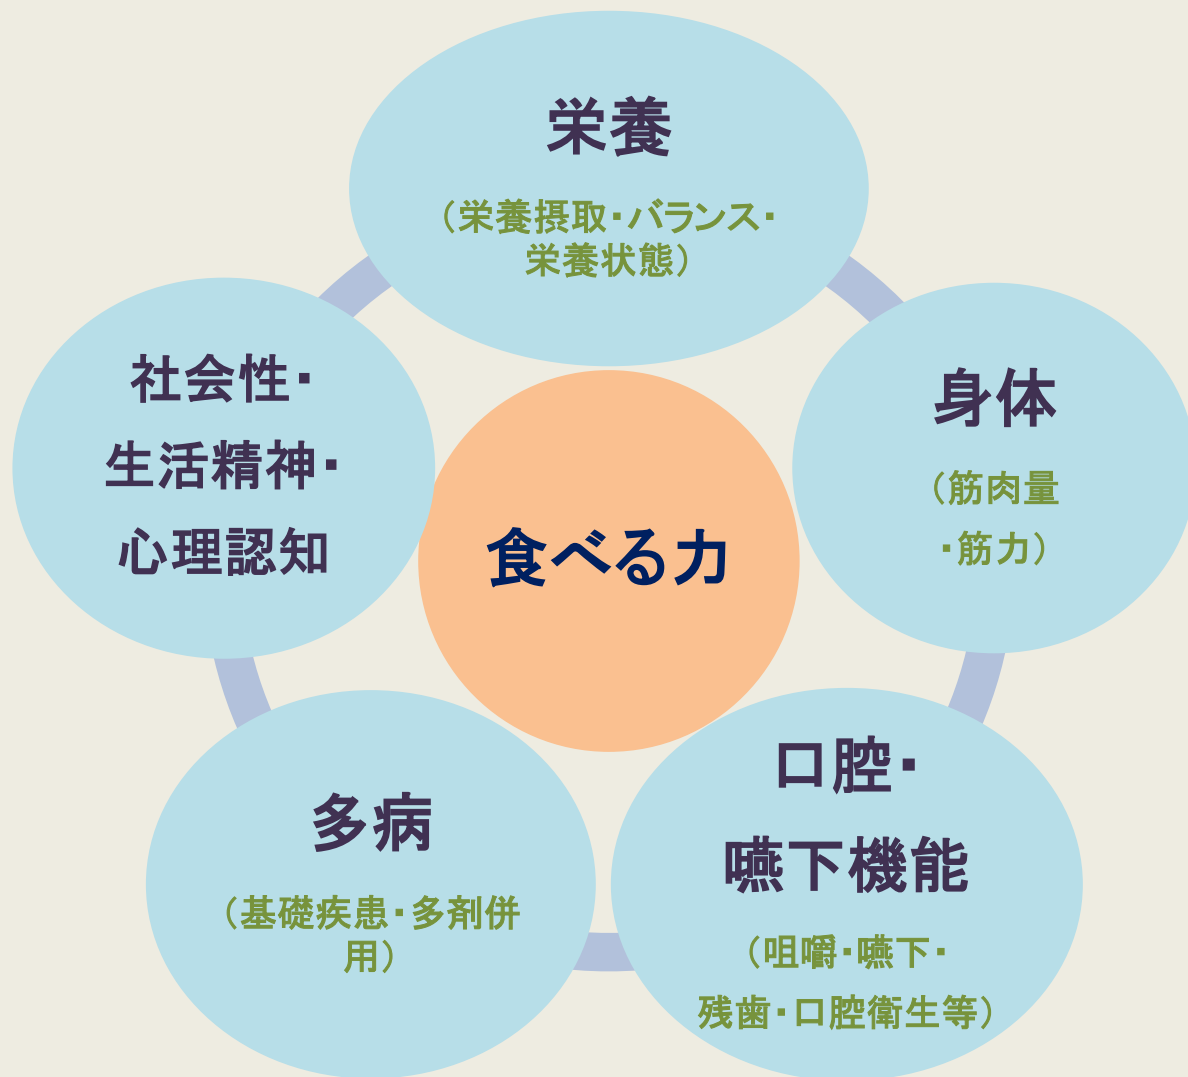 栄養
（栄養摂取・バランス・
栄養状態）
身体
（筋肉量
・筋力）
口腔・
嚥下機能
（咀嚼・嚥下・
残歯・口腔衛生等）
多病
（基礎疾患・多剤併
用）
社会性・
生活精神・
心理認知
食べる力